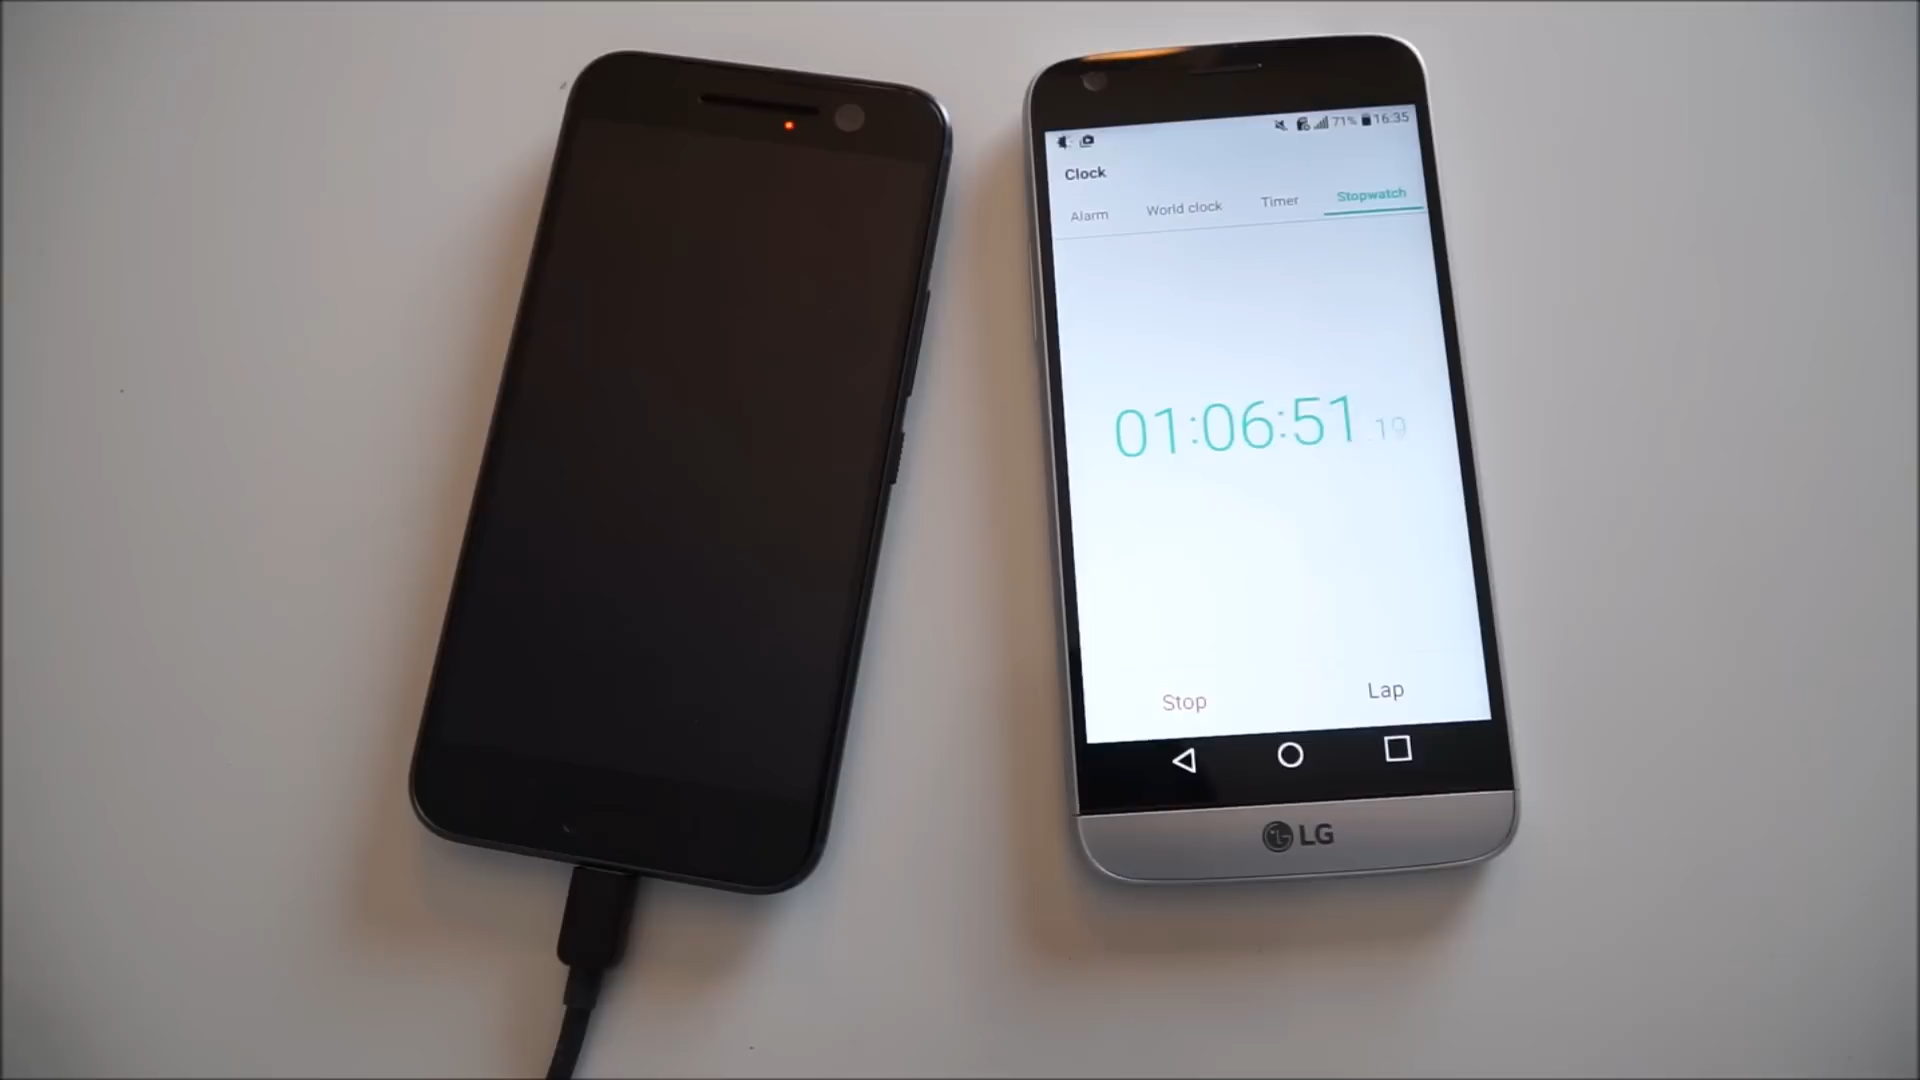 71% 16:35
Clock
Alarm World clock Timer Stopwatch
01:06:51 .19
Stop Lap
LG